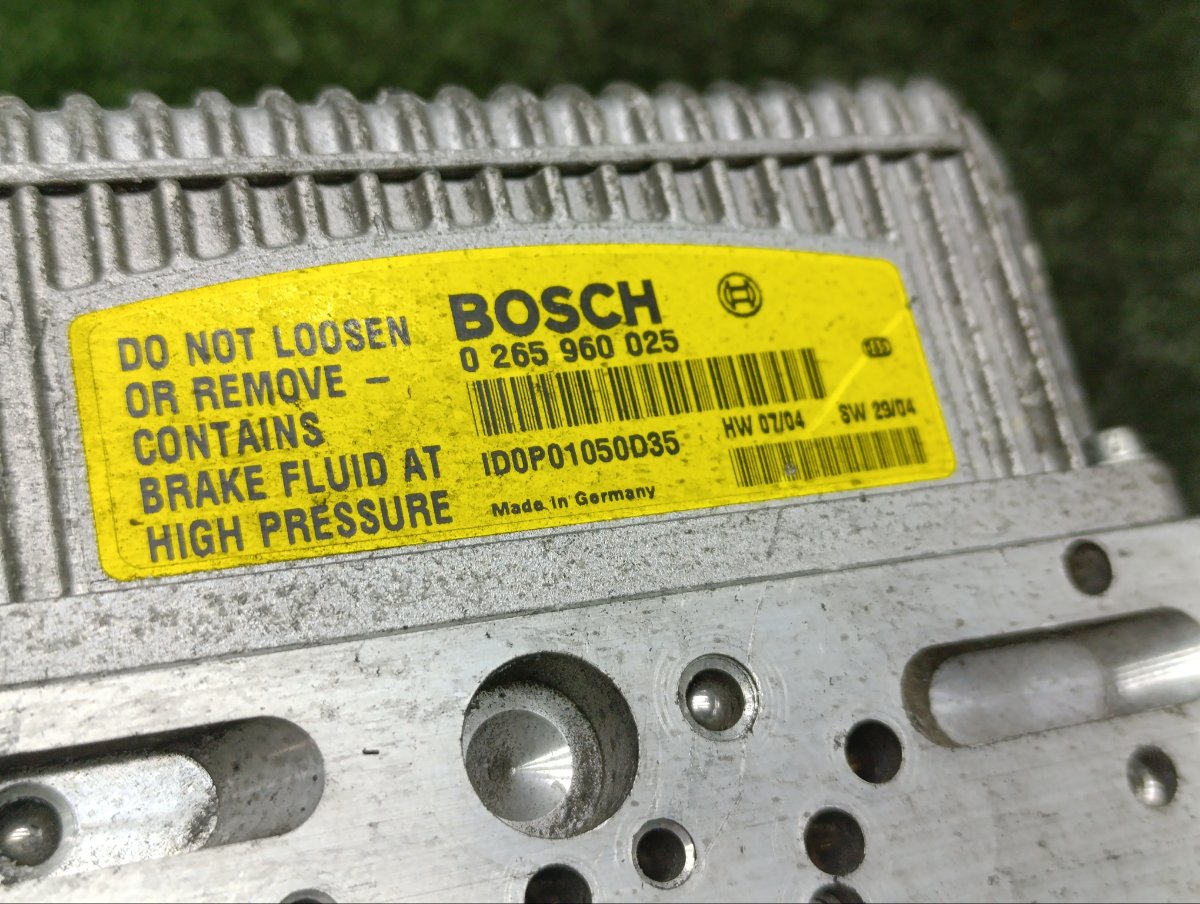 DO NOT LOOSEN
OR REMOVE –
CONTAINS
BRAKE FLUID AT
HIGH PRESSURE
BOSCH
0 265 960 025
ID0P01050D35
Made in Germany
HW 07/04 SW 29/04